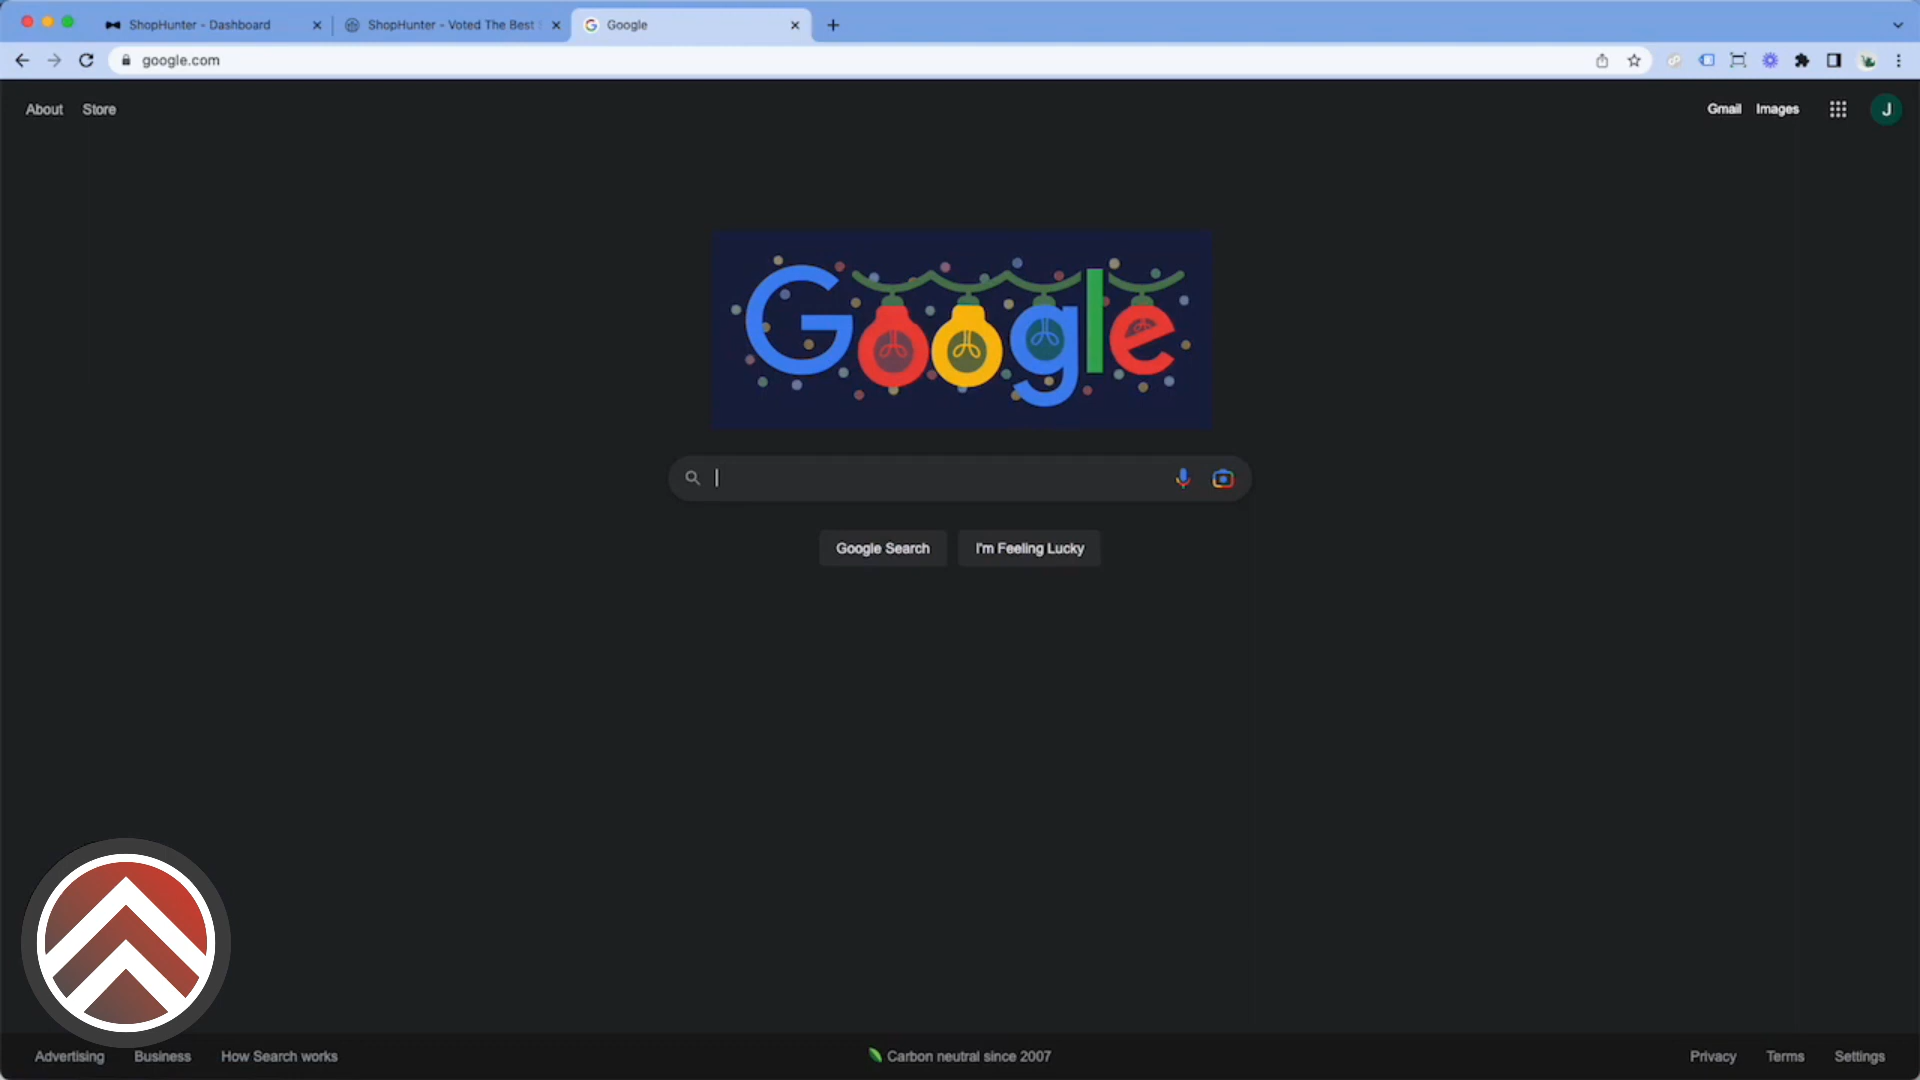 ShopHunter - Dashboard
ShopHunter - Voted The Best
Google
google.com
About
Store
Gmail
Images
J
Google
Google Search
I'm Feeling Lucky
Advertising
Business
How Search works
Carbon neutral since 2007
Privacy
Terms
Settings